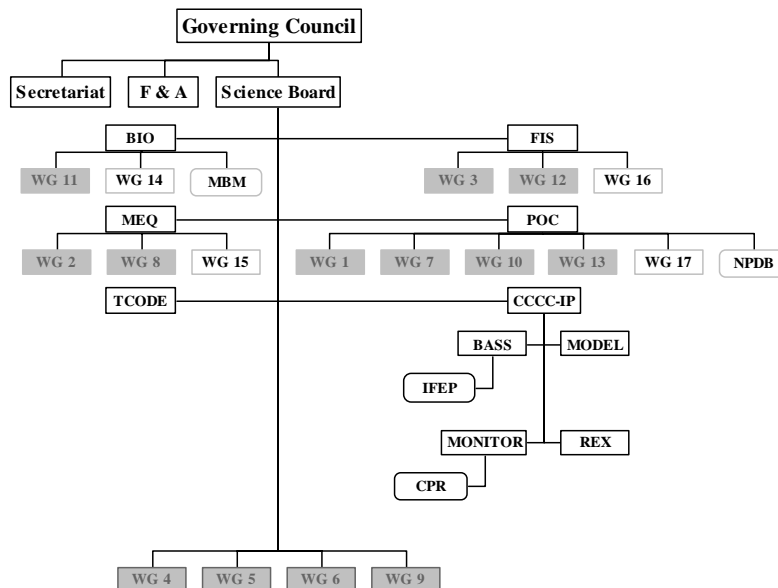 Governing Council
Secretariat F & A Science Board
BIO FIS
WG 11 WG 14 MBM WG 3 WG 12 WG 16
MEQ POC
WG 2 WG 8 WG 15 WG 1 WG 7 WG 10 WG 13 WG 17 NPDB
TCODE CCCC-IP
BASS MODEL
IFEP
MONITOR REX
CPR
WG 4 WG 5 WG 6 WG 9